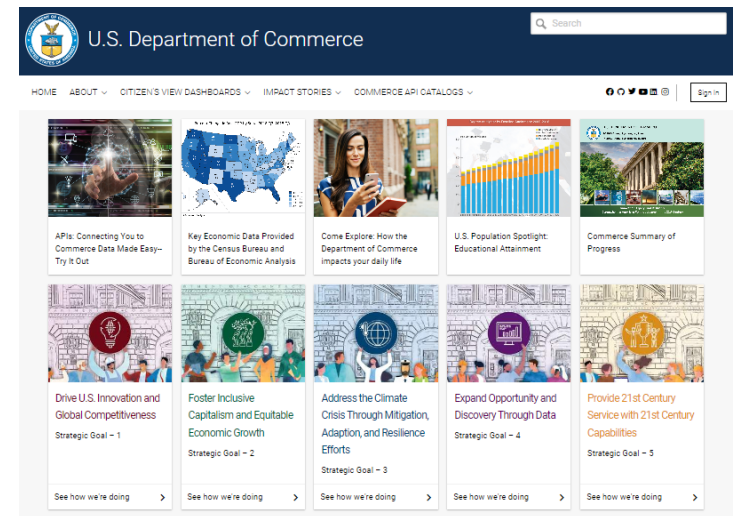 U.S. Department of Commerce
Search
HOME ABOUT CITIZEN'S VIEW DASHBOARDS IMPACT STORIES COMMERCE API CATALOGS
Sign In
APIs: Connecting You to
Commerce Data Made Easy–
Try It Out
Key Economic Data Provided
by the Census Bureau and
Bureau of Economic Analysis
Come Explore: How the
Department of Commerce
impacts your daily life
U.S. Population Spotlight:
Educational Attainment
Commerce Summary of
Progress
Drive U.S. Innovation and
Global Competitiveness
Strategic Goal – 1
See how we're doing
Foster Inclusive
Capitalism and Equitable
Economic Growth
Strategic Goal – 2
See how we're doing
Address the Climate
Crisis Through Mitigation,
Adaption, and Resilience
Efforts
Strategic Goal – 3
See how we're doing
Expand Opportunity and
Discovery Through Data
Strategic Goal – 4
See how we're doing
Provide 21st Century
Service with 21st Century
Capabilities
Strategic Goal – 5
See how we're doing